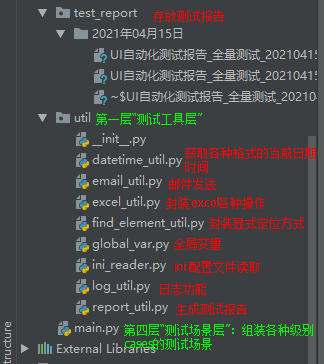 test_report 存放测试报告
2021年04月15日
UI自动化测试报告_全量测试_20210415
UI自动化测试报告_全量测试_20210415
~$UI自动化测试报告_全量测试_20210
util 第一层“测试工具层”
__init__.py
datetime_util.py 获取各种格式的当前日期
时间
email_util.py 邮件发送
excel_util.py 封装excel各种操作
find_element_util.py 封装显式定位方式
global_var.py 全局变量
ini_reader.py ini配置文件读取
log_util.py 日志功能
report_util.py 生成测试报告
main.py 第四层“测试场景层”：组装各种级别
cases的测试场景
External Libraries
ructure